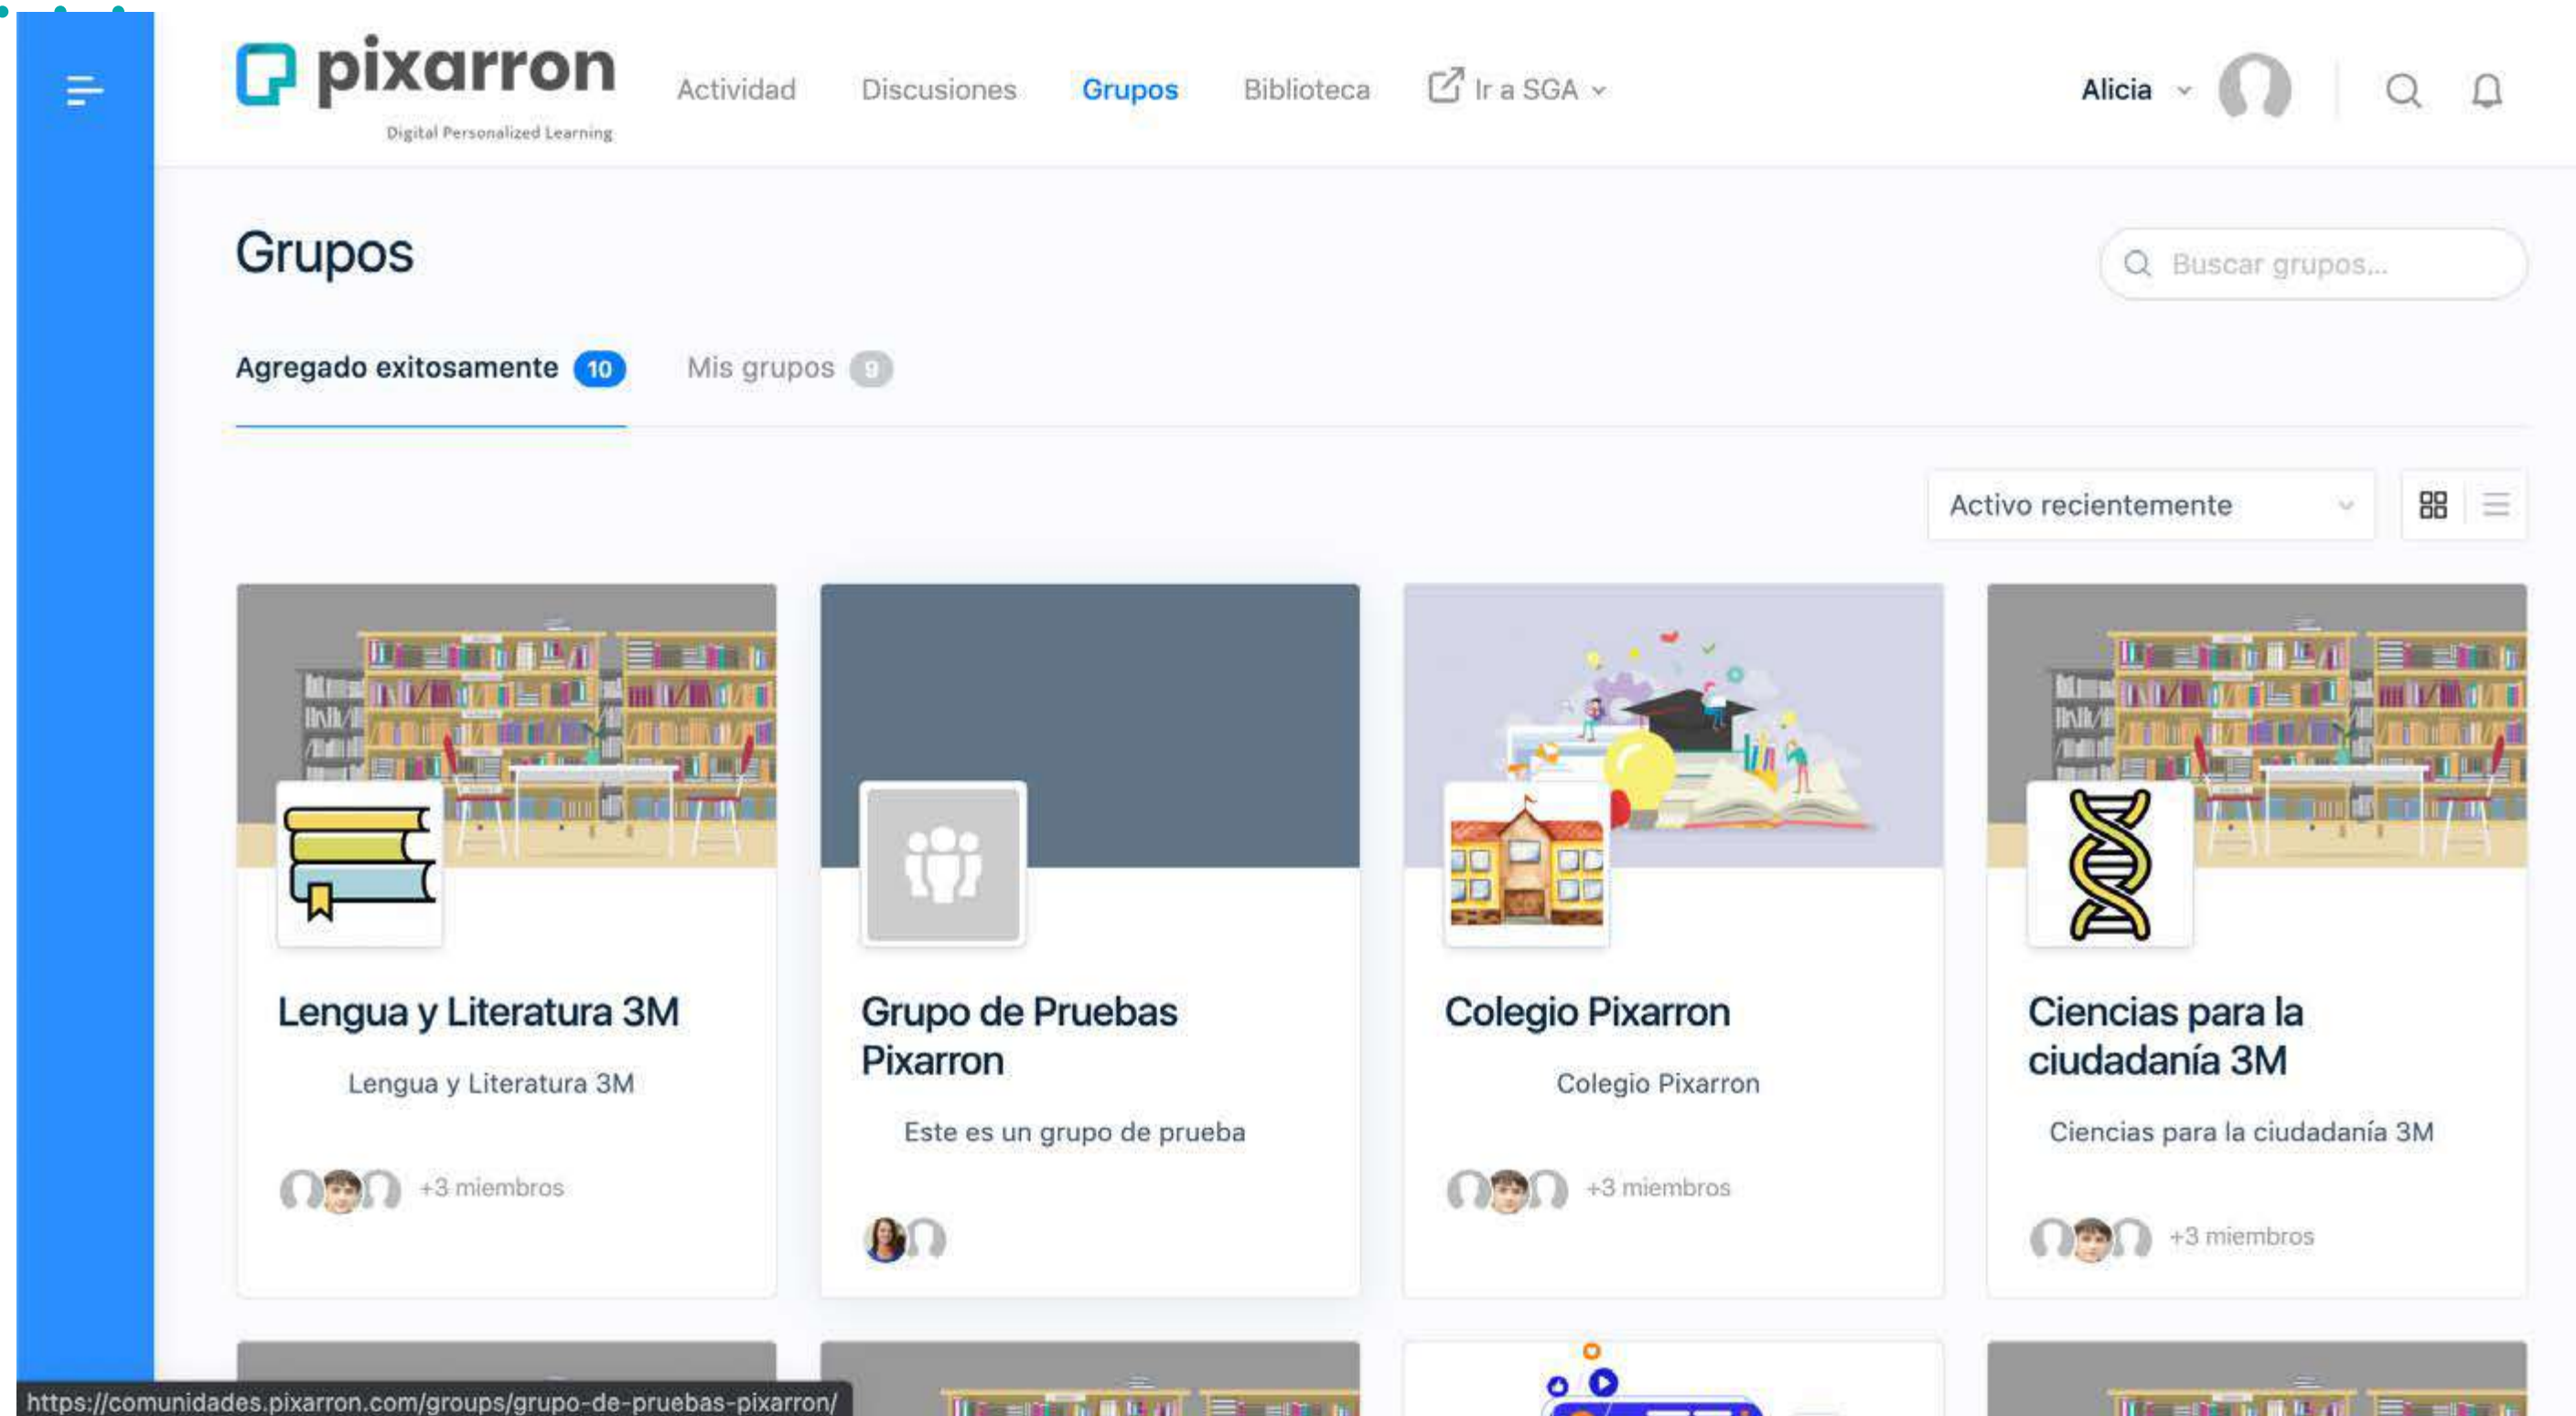 pixarron
Digital Personalized Learning
Actividad
Discusiones
Grupos
Biblioteca
Ir a SGA
Alicia
Grupos
Buscar grupos...
Agregado exitosamente 10
Mis grupos 9
Activo recientemente
Lengua y Literatura 3M
Lengua y Literatura 3M
+3 miembros
Grupo de Pruebas
Pixarron
Este es un grupo de prueba
Colegio Pixarron
Colegio Pixarron
+3 miembros
Ciencias para la
ciudadanía 3M
Ciencias para la ciudadanía 3M
+3 miembros
https://comunidades.pixarron.com/groups/grupo-de-pruebas-pixarron/